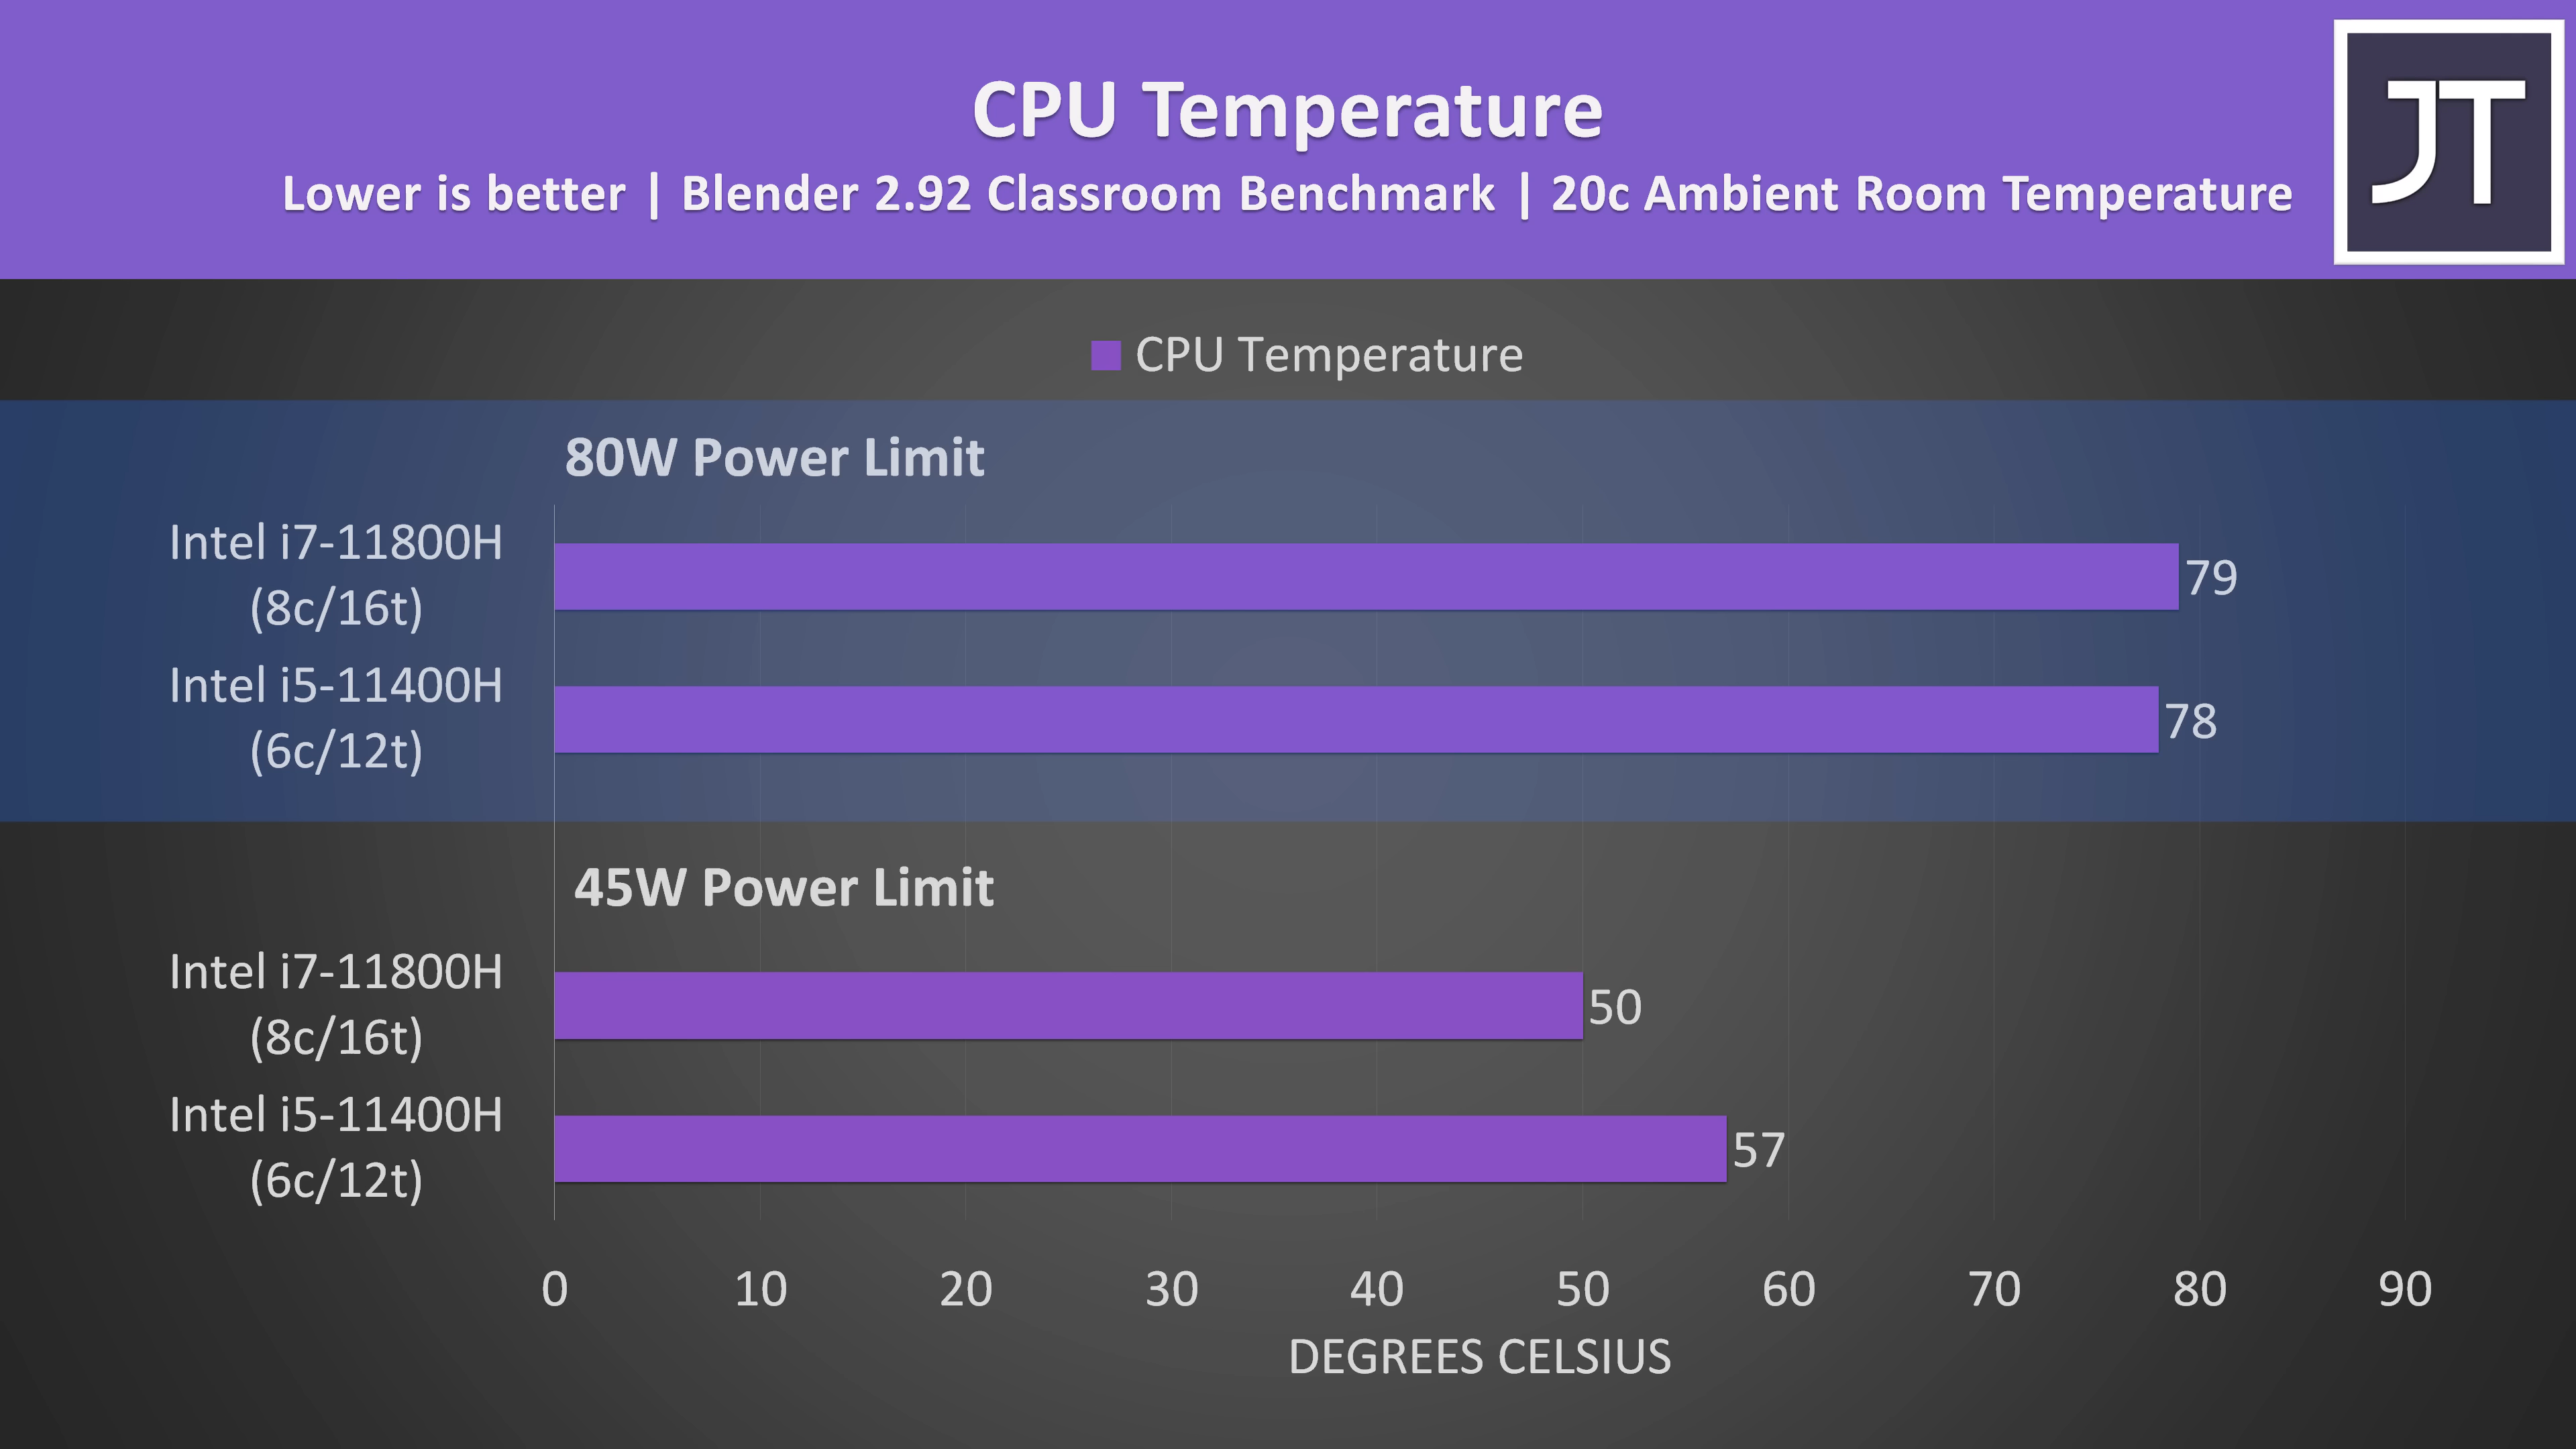 CPU Temperature
Lower is better | Blender 2.92 Classroom Benchmark | 20c Ambient Room Temperature
JT
CPU Temperature
80W Power Limit
Intel i7-11800H
(8c/16t)
79
Intel i5-11400H
(6c/12t)
78
45W Power Limit
Intel i7-11800H
(8c/16t)
50
Intel i5-11400H
(6c/12t)
57
0 10 20 30 40 50 60 70 80 90
DEGREES CELSIUS